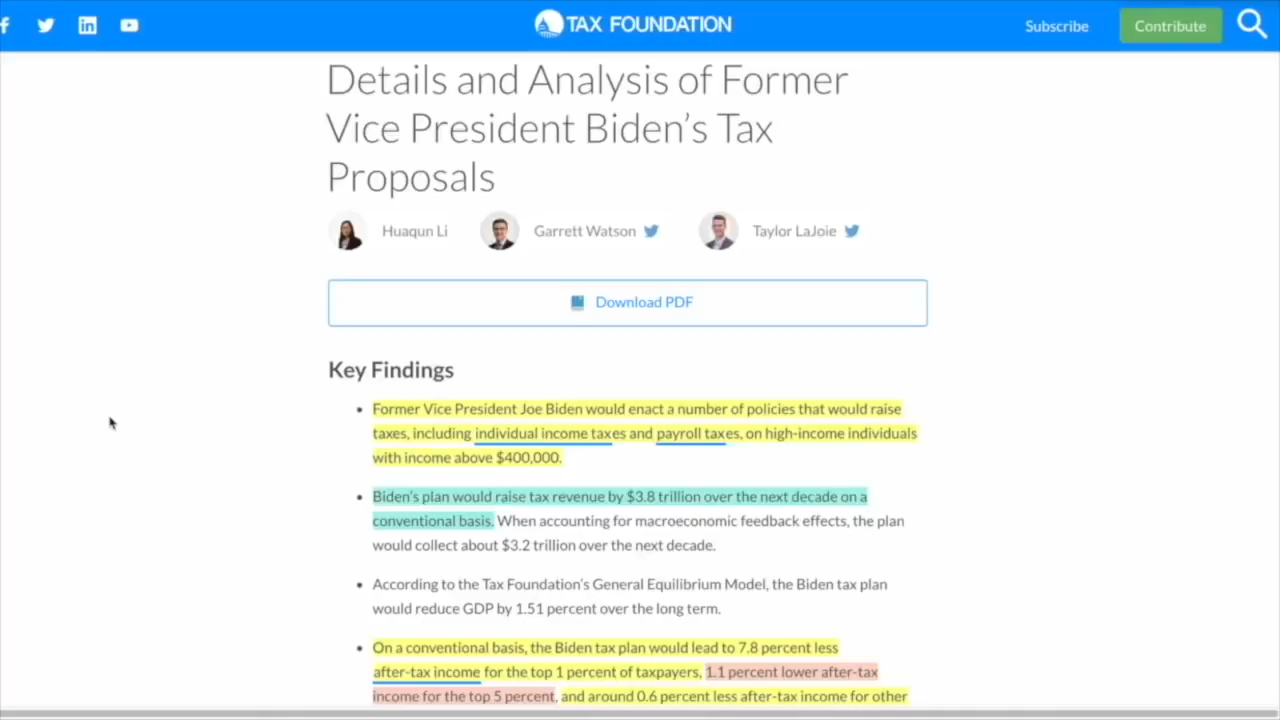 TAX FOUNDATION
Subscribe
Contribute
Details and Analysis of Former
Vice President Biden's Tax
Proposals
Huaqun Li
Garrett Watson
Taylor LaJoie
Download PDF
Key Findings
Former Vice President Joe Biden would enact a number of policies that would raise
taxes, including individual income taxes and payroll taxes, on high-income individuals
with income above $400,000.
Biden's plan would raise tax revenue by $3.8 trillion over the next decade on a
conventional basis. When accounting for macroeconomic feedback effects, the plan
would collect about $3.2 trillion over the next decade.
According to the Tax Foundation's General Equilibrium Model, the Biden tax plan
would reduce GDP by 1.51 percent over the long term.
On a conventional basis, the Biden tax plan would lead to 7.8 percent less
after-tax income for the top 1 percent of taxpayers, 1.1 percent lower after-tax
income for the top 5 percent, and around 0.6 percent less after-tax income for other